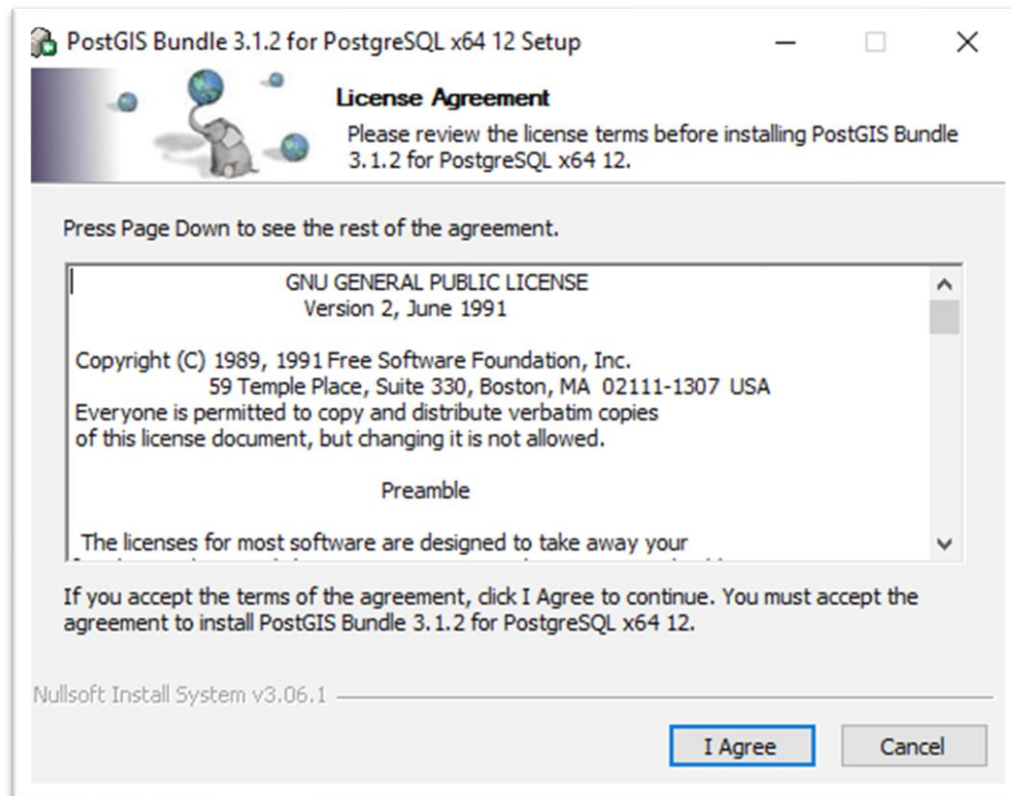 PostGIS Bundle 3.1.2 for PostgreSQL x64 12 Setup
License Agreement
Please review the license terms before installing PostGIS Bundle
3.1.2 for PostgreSQL x64 12.
Press Page Down to see the rest of the agreement.
GNU GENERAL PUBLIC LICENSE
Version 2, June 1991
Copyright (C) 1989, 1991 Free Software Foundation, Inc.
59 Temple Place, Suite 330, Boston, MA 02111-1307 USA
Everyone is permitted to copy and distribute verbatim copies
of this license document, but changing it is not allowed.
Preamble
The licenses for most software are designed to take away your
If you accept the terms of the agreement, click I Agree to continue. You must accept the
agreement to install PostGIS Bundle 3.1.2 for PostgreSQL x64 12.
Nullsoft Install System v3.06.1
I Agree
Cancel